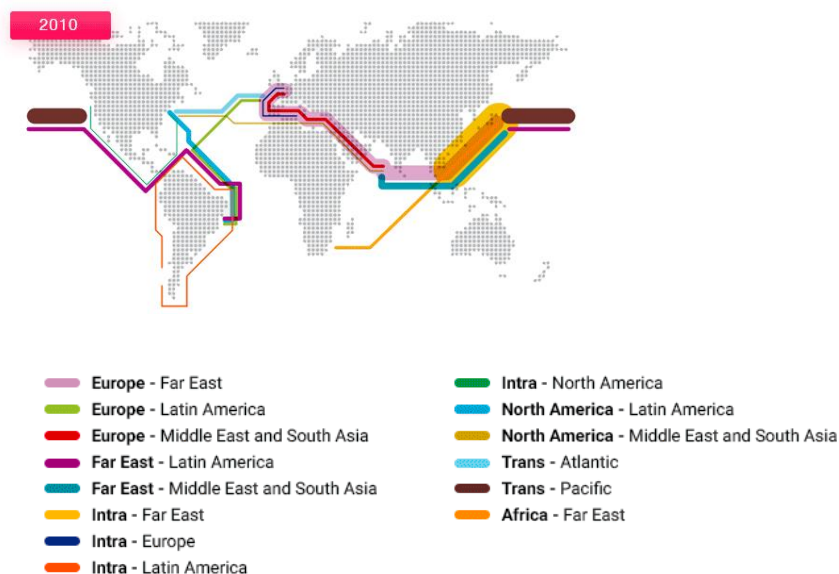 2010
Europe - Far East
Europe - Latin America
Europe - Middle East and South Asia
Far East - Latin America
Far East - Middle East and South Asia
Intra - Far East
Intra - Europe
Intra - Latin America
Intra - North America
North America - Latin America
North America - Middle East and South Asia
Trans - Atlantic
Trans - Pacific
Africa - Far East